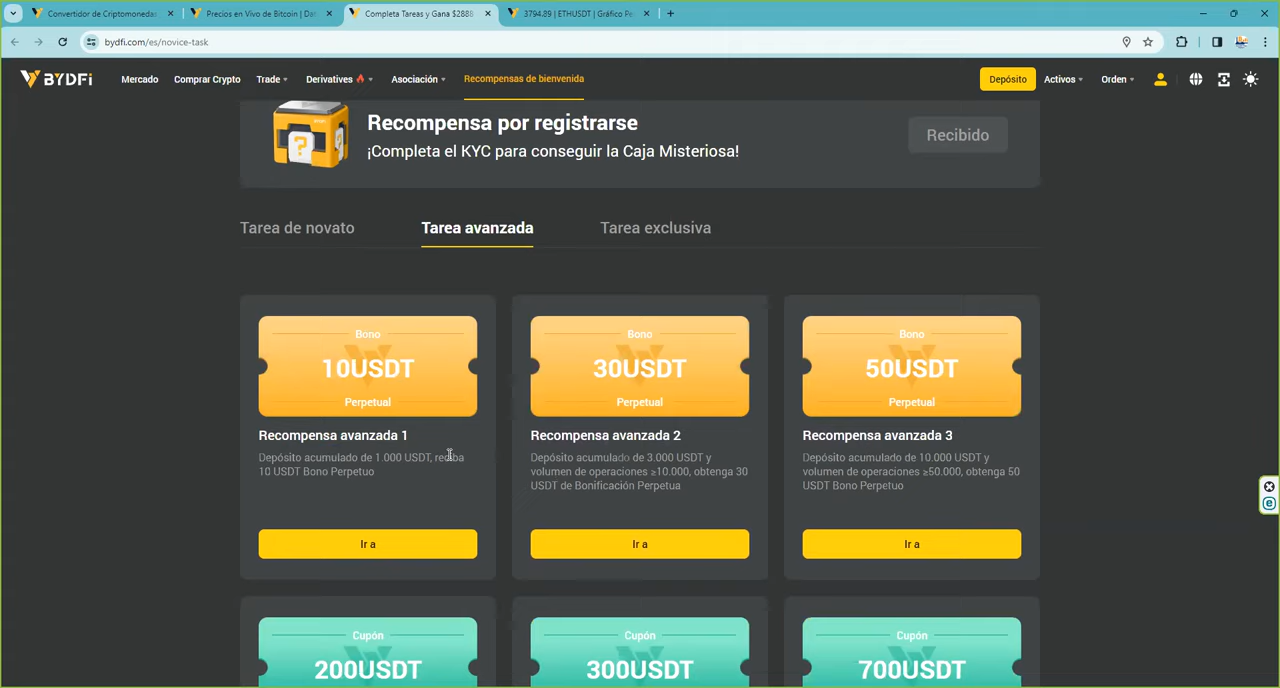 Convertidor de Criptomonedas
Precios en Vivo de Bitcoin | Dat
Completa Tareas y Gana $2888
3794.89 | ETHUSDT | Gráfico Pe
bydfi.com/es/novice-task
BYDFi
Mercado
Comprar Crypto
Trade
Derivatives
Asociación
Recompensas de bienvenida
Depósito
Activos
Orden
Recompensa por registrarse
¡Completa el KYC para conseguir la Caja Misteriosa!
Recibido
Tarea de novato
Tarea avanzada
Tarea exclusiva
Bono
10USDT
Perpetual
Recompensa avanzada 1
Depósito acumulado de 1.000 USDT, reciba
10 USDT Bono Perpetuo
Ir a
Bono
30USDT
Perpetual
Recompensa avanzada 2
Depósito acumulado de 3.000 USDT y
volumen de operaciones ≥10.000, obtenga 30
USDT de Bonificación Perpetua
Ir a
Bono
50USDT
Perpetual
Recompensa avanzada 3
Depósito acumulado de 10.000 USDT y
volumen de operaciones ≥50.000, obtenga 50
USDT Bono Perpetuo
Ir a
Cupón
200USDT
Cupón
300USDT
Cupón
700USDT